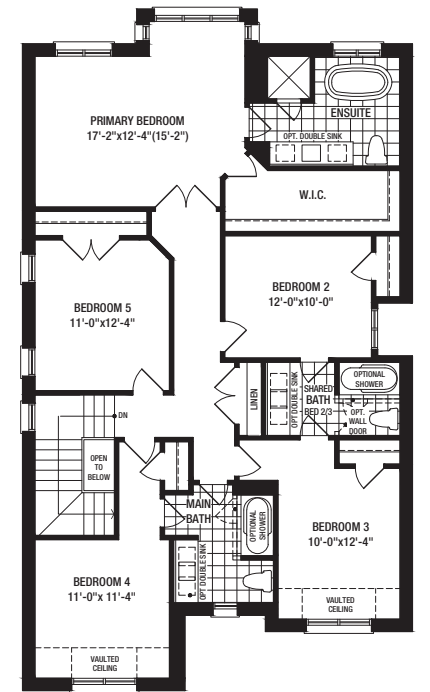 PRIMARY BEDROOM
17'-2"x12'-4"(15'-2")
ENSUITE
OPT. DOUBLE SINK
W.I.C.
BEDROOM 2
12'-0"x10'-0"
BEDROOM 5
11'-0"x12'-4"
LINEN
OPT DOUBLE SINK
SHARED
BATH
BED 2/3
OPTIONAL
SHOWER
OPT.
WALL
DOOR
DN
OPEN
TO
BELOW
MAIN
BATH
OPTIONAL
SHOWER
OPT DOUBLE SINK
BEDROOM 3
10'-0"x12'-4"
VAULTED
CEILING
BEDROOM 4
11'-0"x 11'-4"
VAULTED
CEILING